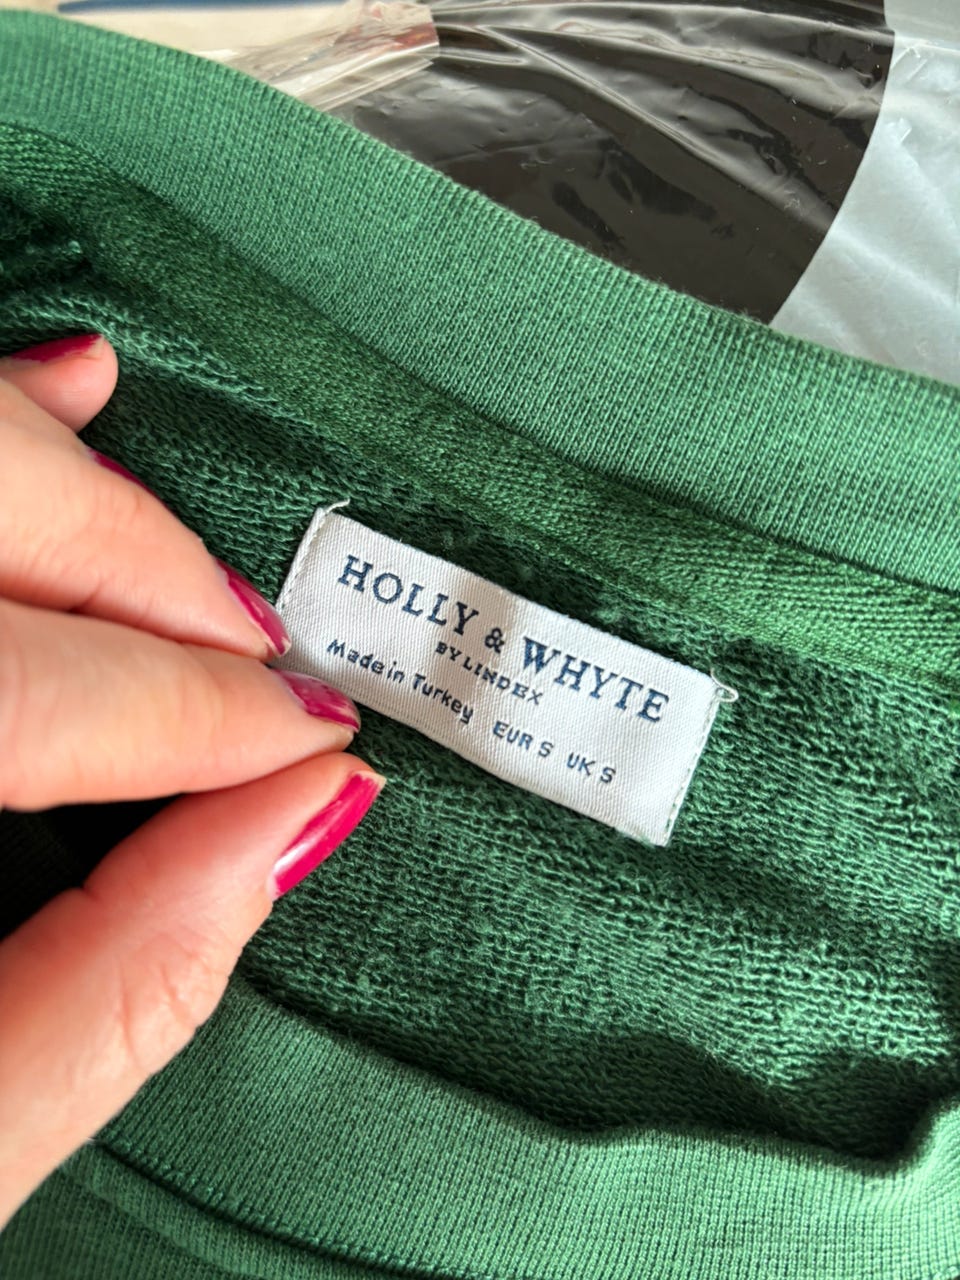 HOLLY & WHYTE
BY LINDEX
Made in Turkey EUR S UK S